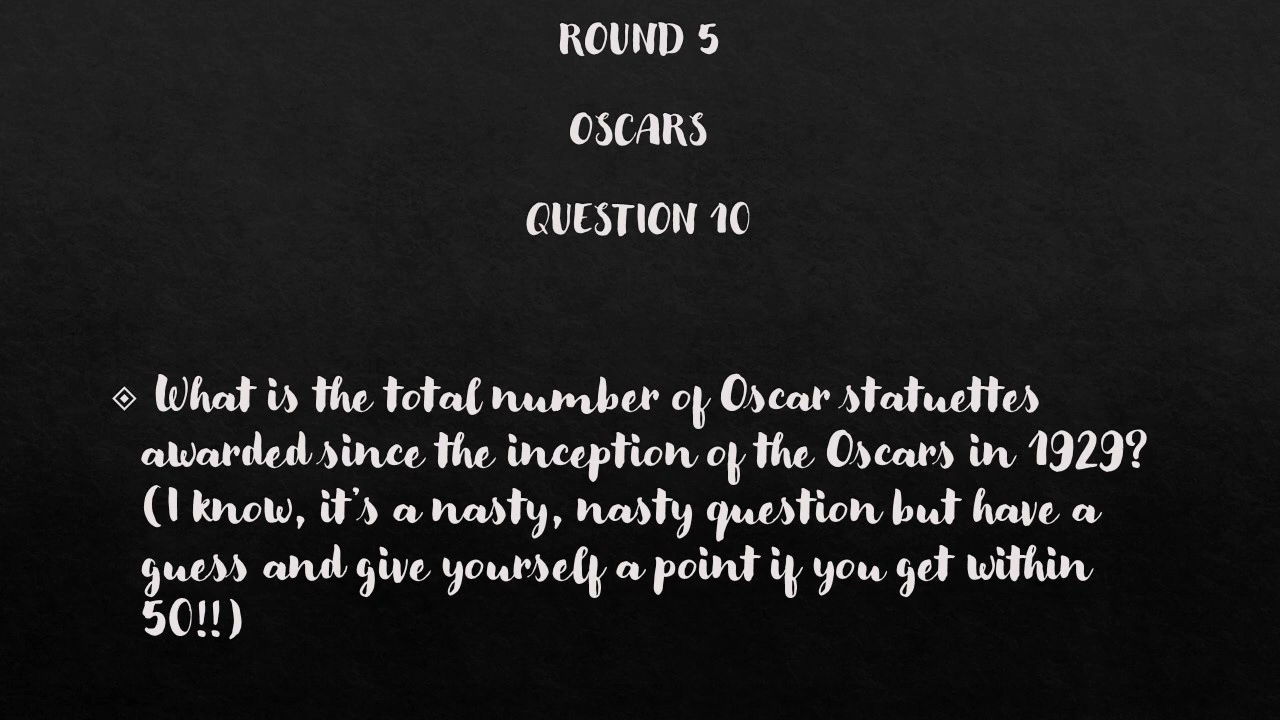 ROUND 5
OSCARS
QUESTION 10
What is the total number of Oscar statuettes
awarded since the inception of the Oscars in 1929?
(I know, it's a nasty, nasty question but have a
guess and give yourself a point if you get within
50!!)